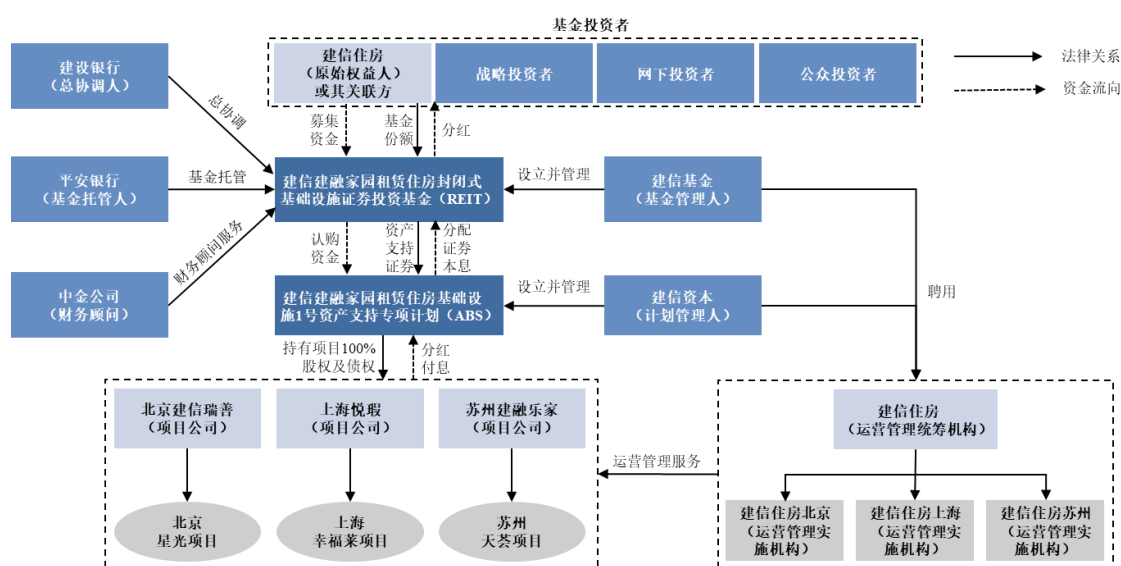 基金投资者
建设银行
（总协调人）
建信住房
（原始权益人）
或其关联方
战略投资者
网下投资者
公众投资者
法律关系
资金流向
总协调
募集
资金
基金
份额
分红
平安银行
（基金托管人）
基金托管
建信建融家园租赁住房封闭式
基础设施证券投资基金（REIT）
设立并管理
建信基金
（基金管理人）
财务顾问服务
认购
资金
资产
支持
证券
分配
证券
本息
中金公司
（财务顾问）
建信建融家园租赁住房基础设
施1号资产支持专项计划（ABS）
设立并管理
建信资本
（计划管理人）
聘用
持有项目100%
股权及债权
分红
付息
北京建信瑞善
（项目公司）
上海悦瑕
（项目公司）
苏州建融乐家
（项目公司）
建信住房
（运营管理统筹机构）
运营管理服务
北京
星光项目
上海
幸福莱项目
苏州
天荟项目
建信住房北京
（运营管理实
施机构）
建信住房上海
（运营管理实
施机构）
建信住房苏州
（运营管理实
施机构）